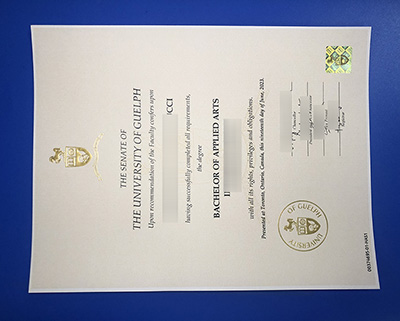 THE SENATE OF
THE UNIVERSITY OF GUELPH
Upon recommendation of the Faculty confers upon
CCI
having successfully completed all requirements,
the degree
BACHELOR OF APPLIED ARTS
with all its rights, privileges and obligations.
Presented at Toronto, Ontario, Canada, this nineteenth day of June, 2023.
OF GUELPH
UNIVERSITY